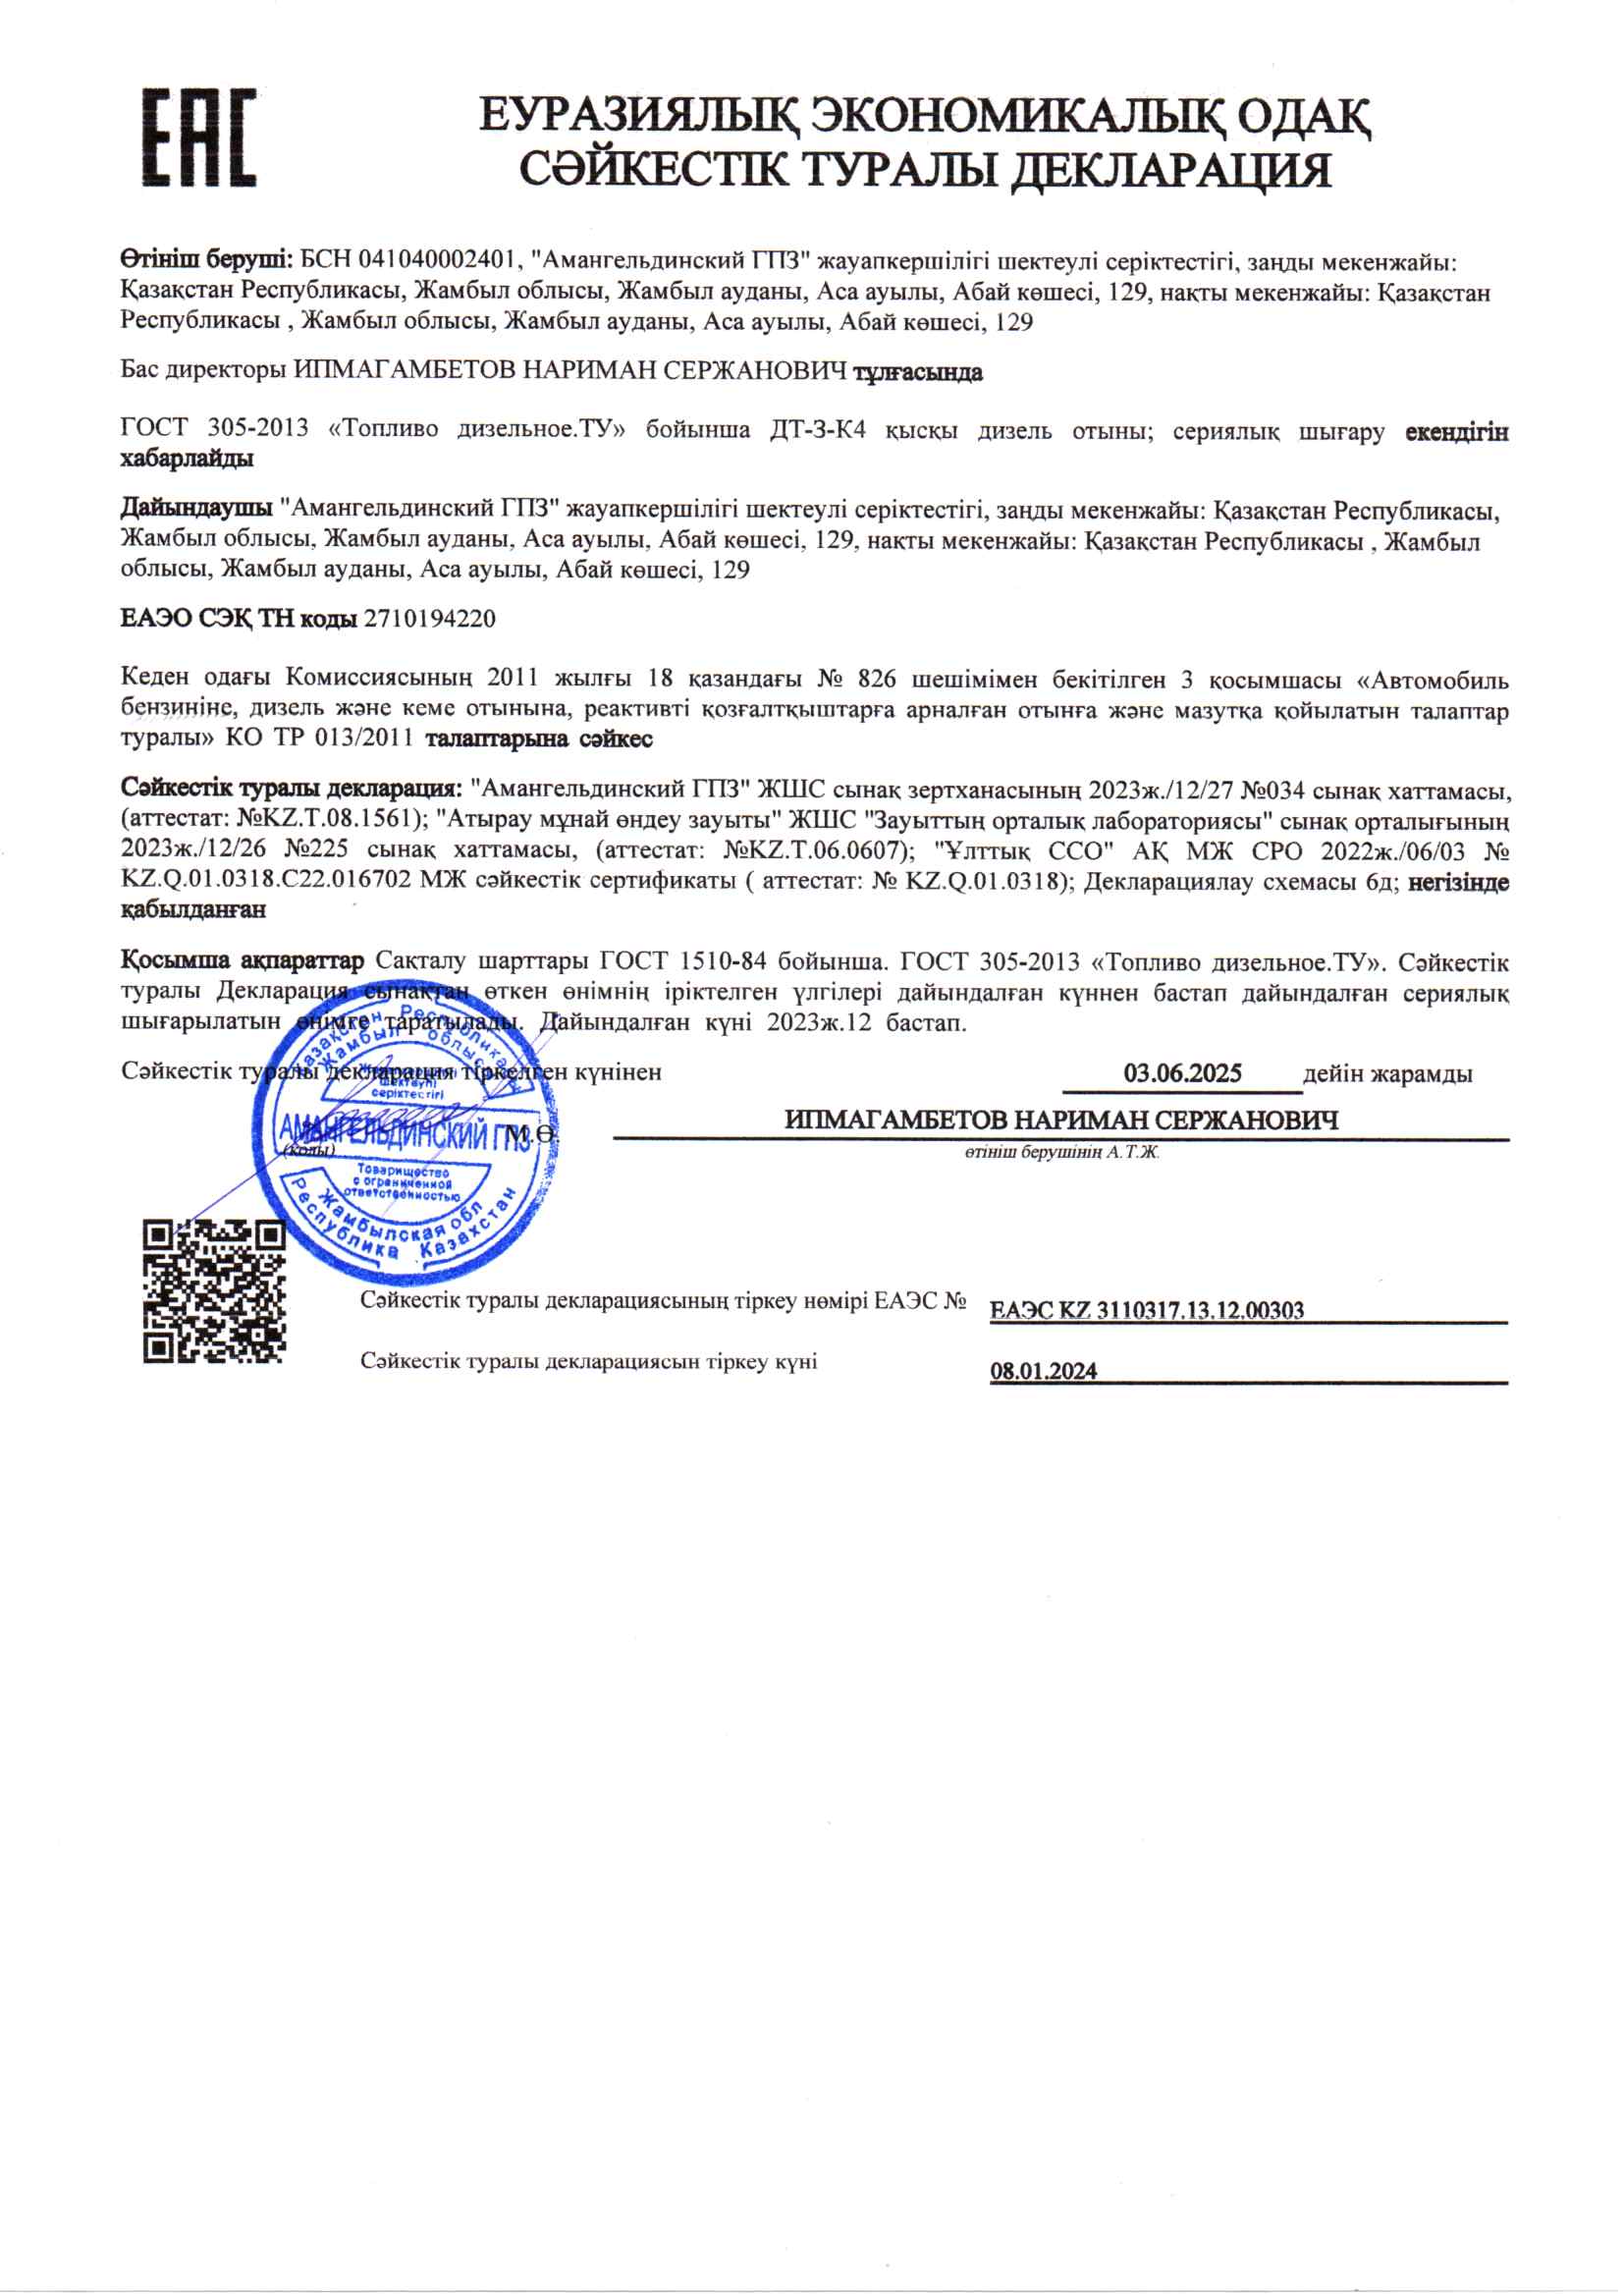 ЕАС
ЕУРАЗИЯЛЫҚ ЭКОНОМИКАЛЫҚ ОДАҚ
СӘЙКЕСТІК ТУРАЛЫ ДЕКЛАРАЦИЯ
Өтініш беруші: БСН 041040002401, "Амангельдинский ГПЗ" жауапкершілігі шектеулі серіктестігі, заңды мекенжайы:
Қазақстан Республикасы, Жамбыл облысы, Жамбыл ауданы, Аса ауылы, Абай көшесі, 129, нақты мекенжайы: Қазақстан
Республикасы , Жамбыл облысы, Жамбыл ауданы, Аса ауылы, Абай көшесі, 129
Бас директоры ИПМАГАМБЕТОВ НАРИМАН СЕРЖАНОВИЧ тұлғасында
ГОСТ 305-2013 «Топливо дизельное.ТУ» бойынша ДТ-З-К4 қысқы дизель отыны; сериялық шығару екендігін
хабарлайды
Дайындаушы "Амангельдинский ГПЗ" жауапкершілігі шектеулі серіктестігі, заңды мекенжайы: Қазақстан Республикасы,
Жамбыл облысы, Жамбыл ауданы, Аса ауылы, Абай көшесі, 129, нақты мекенжайы: Қазақстан Республикасы , Жамбыл
облысы, Жамбыл ауданы, Аса ауылы, Абай көшесі, 129
ЕАЭО СЭҚ ТН коды 2710194220
Кеден одағы Комиссиясының 2011 жылғы 18 қазандағы № 826 шешімімен бекітілген 3 қосымшасы «Автомобиль
бензиніне, дизель және кеме отынына, реактивті қозғалтқыштарға арналған отынға және мазутқа қойылатын талаптар
туралы» КО ТР 013/2011 талаптарына сәйкес
Сәйкестік туралы декларация: "Амангельдинский ГПЗ" ЖШС сынақ зертханасының 2023ж./12/27 №034 сынақ хаттамасы,
(аттестат: №KZ.T.08.1561); "Атырау мұнай өңдеу зауыты" ЖШС "Зауыттың орталық лабораториясы" сынақ орталығының
2023ж./12/26 №225 сынақ хаттамасы, (аттестат: №KZ.T.06.0607); "Ұлттық ССО" АҚ МЖ СРО 2022ж./06/03 №
KZ.Q.01.0318.C22.016702 МЖ сәйкестік сертификаты ( аттестат: № KZ.Q.01.0318); Декларациялау схемасы 6д; негізінде
қабылданған
Қосымша ақпараттар Сақталу шарттары ГОСТ 1510-84 бойынша. ГОСТ 305-2013 «Топливо дизельное.ТУ». Сәйкестік
туралы Декларация сынақтан өткен өнімнің іріктелген үлгілері дайындалған күннен бастап дайындалған сериялық
шығарылатын өнімге таратылады. Дайындалған күні 2023ж.12 бастап.
Сәйкестік туралы декларация тіркелген күнінен 03.06.2025 дейін жарамды
Қазақстан Республикасы
Жамбыл облысы
Жауапкершілігі
шектеулі
серіктестігі
АМАНГЕЛЬДИНСКИЙ ГПЗ
Товарищество
с ограниченной
ответственностью
Жамбылская обл
Республика Казахстан
М.Ө. ИПМАГАМБЕТОВ НАРИМАН СЕРЖАНОВИЧ
(қолы) өтініш берушінің А.Т.Ж.
Сәйкестік туралы декларациясының тіркеу нөмірі ЕАЭС № ЕАЭС KZ 3110317.13.12.00303
Сәйкестік туралы декларациясын тіркеу күні 08.01.2024